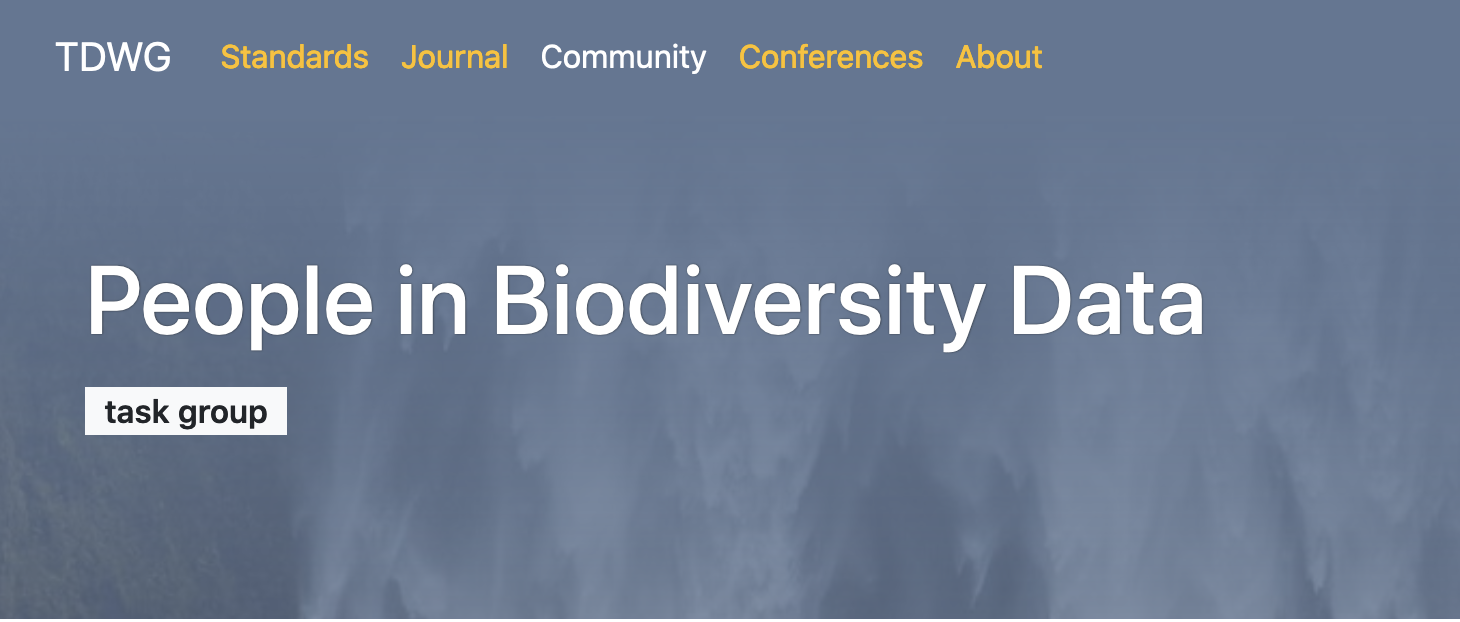 TDWG Standards Journal Community Conferences About
People in Biodiversity Data
task group